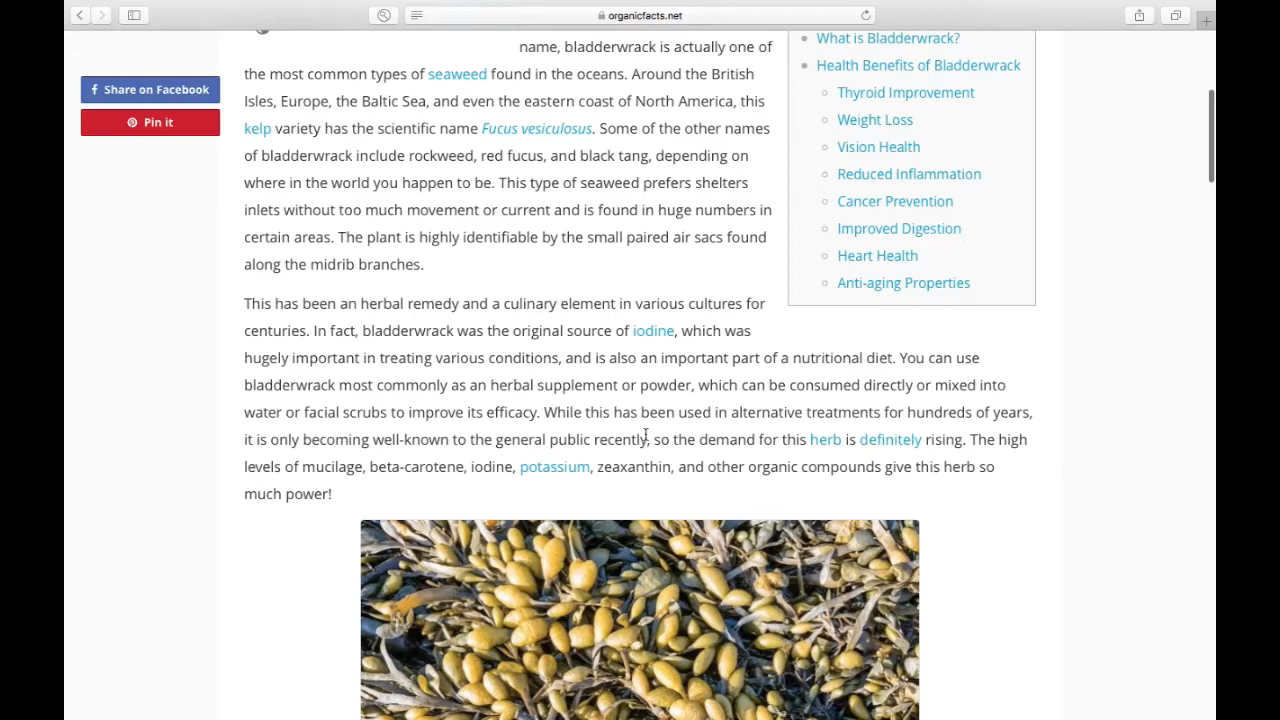 organicfacts.net
Share on Facebook
Pin it
name, bladderwrack is actually one of
the most common types of seaweed found in the oceans. Around the British
Isles, Europe, the Baltic Sea, and even the eastern coast of North America, this
kelp variety has the scientific name Fucus vesiculosus. Some of the other names
of bladderwrack include rockweed, red fucus, and black tang, depending on
where in the world you happen to be. This type of seaweed prefers shelters
inlets without too much movement or current and is found in huge numbers in
certain areas. The plant is highly identifiable by the small paired air sacs found
along the midrib branches.
What is Bladderwrack?
Health Benefits of Bladderwrack
Thyroid Improvement
Weight Loss
Vision Health
Reduced Inflammation
Cancer Prevention
Improved Digestion
Heart Health
Anti-aging Properties
This has been an herbal remedy and a culinary element in various cultures for
centuries. In fact, bladderwrack was the original source of iodine, which was
hugely important in treating various conditions, and is also an important part of a nutritional diet. You can use
bladderwrack most commonly as an herbal supplement or powder, which can be consumed directly or mixed into
water or facial scrubs to improve its efficacy. While this has been used in alternative treatments for hundreds of years,
it is only becoming well-known to the general public recently, so the demand for this herb is definitely rising. The high
levels of mucilage, beta-carotene, iodine, potassium, zeaxanthin, and other organic compounds give this herb so
much power!